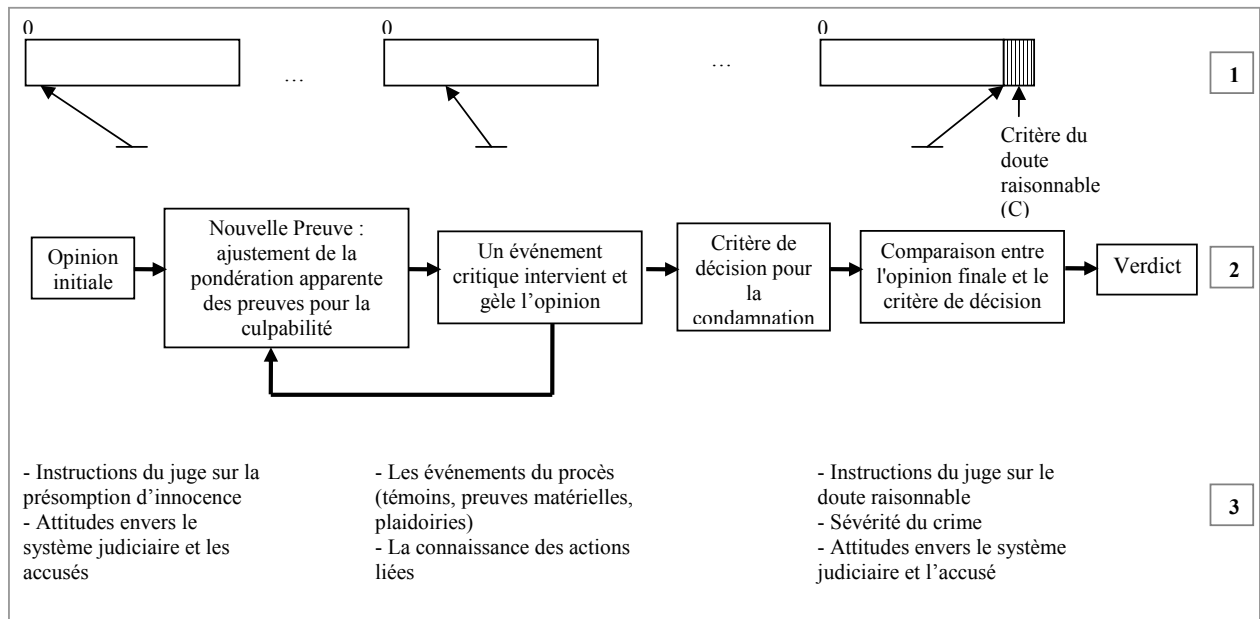 0
0
0
...
...
1
Critère du
doute
raisonnable
(C)
Opinion
initiale
Nouvelle Preuve :
ajustement de la
pondération apparente
des preuves pour la
culpabilité
Un événement
critique intervient et
gèle l’opinion
Critère de
décision pour
la
condamnation
Comparaison entre
l'opinion finale et le
critère de décision
Verdict
2
- Instructions du juge sur la
présomption d’innocence
- Attitudes envers le
système judiciaire et les
accusés
- Les événements du procès
(témoins, preuves matérielles,
plaidoiries)
- La connaissance des actions
liées
- Instructions du juge sur le
doute raisonnable
- Sévérité du crime
- Attitudes envers le système
judiciaire et l’accusé
3